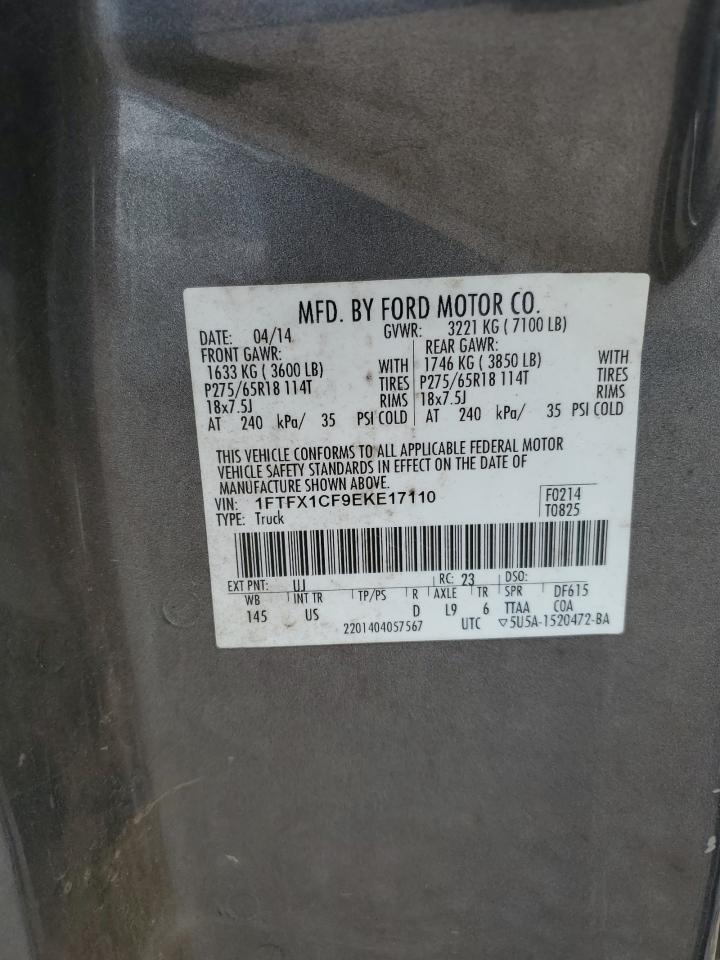 MFD. BY FORD MOTOR CO.
DATE: 04/14 GVWR: 3221 KG ( 7100 LB)
FRONT GAWR: REAR GAWR:
1633 KG ( 3600 LB) WITH 1746 KG ( 3850 LB) WITH
P275/65R18 114T TIRES P275/65R18 114T TIRES
18x7.5J RIMS 18x7.5J RIMS
AT 240 kPa/ 35 PSI COLD AT 240 kPa/ 35 PSI COLD
THIS VEHICLE CONFORMS TO ALL APPLICABLE FEDERAL MOTOR
VEHICLE SAFETY STANDARDS IN EFFECT ON THE DATE OF
MANUFACTURE SHOWN ABOVE.
VIN: 1FTFX1CF9EKE17110 F0214
TYPE: Truck T0825
EXT PNT: UJ RC: 23 DSO:
WB INT TR TP/PS R AXLE TR SPR DF615
145 US D L9 6 TTAA COA
2201404057567 UTC ▽5U5A-1520472-BA